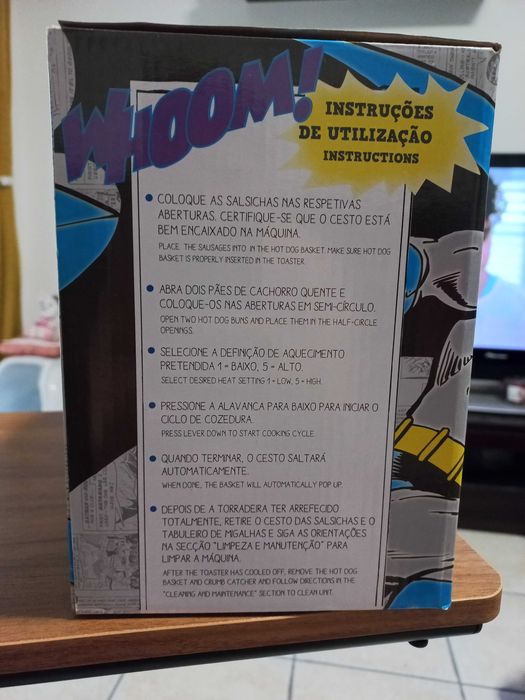 WHOOM!
INSTRUÇÕES
DE UTILIZAÇÃO
INSTRUCTIONS
• COLOQUE AS SALSICHAS NAS RESPETIVAS
ABERTURAS. CERTIFIQUE-SE QUE O CESTO ESTÁ
BEM ENCAIXADO NA MÁQUINA.
PLACE THE SAUSAGES INTO IN THE HOT DOG BASKET. MAKE SURE HOT DOG
BASKET IS PROPERLY INSERTED IN THE TOASTER.
• ABRA DOIS PÃES DE CACHORRO QUENTE E
COLOQUE-OS NAS ABERTURAS EM SEMI-CÍRCULO.
OPEN TWO HOT DOG BUNS AND PLACE THEM IN THE HALF-CIRCLE
OPENINGS.
• SELECIONE A DEFINIÇÃO DE AQUECIMENTO
PRETENDIDA 1 = BAIXO, 5 = ALTO.
SELECT DESRED HEAT SETTING 1 = LOW, 5 = HIGH.
• PRESSIONE A ALAVANCA PARA BAIXO PARA INICIAR O
CICLO DE COZEDURA.
PRESS LEVER DOWN TO START COOKING CYCLE.
• QUANDO TERMINAR, O CESTO SALTARÁ
AUTOMATICAMENTE.
WHEN DONE, THE BASKET WILL AUTOMATICALLY POP UP.
• DEPOIS DE A TORRADEIRA TER ARREFECIDO
TOTALMENTE, RETIRE O CESTO DAS SALSICHAS E O
TABULEIRO DE MIGALHAS E SIGA AS ORIENTAÇÕES
NA SECÇÃO "LIMPEZA E MANUTENÇÃO" PARA
LIMPAR A MÁQUINA.
AFTER THE TOASTER HAS COOLED OFF, REMOVE THE HOT DOG
BASKET AND CRUMB CATCHER AND FOLLOW DIRECTIONS IN THE
"CLEANING AND MAINTENANCE" SECTION TO CLEAN UNIT.